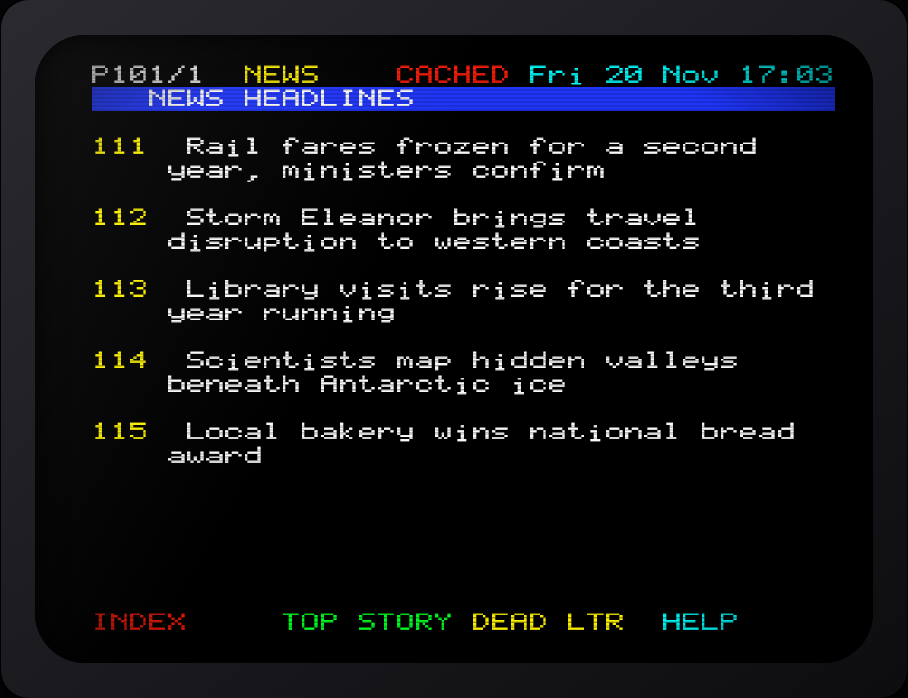 P101/1 NEWS CACHED Fri 20 Nov 17:03
NEWS HEADLINES
111 Rail fares frozen for a second
year, ministers confirm
112 Storm Eleanor brings travel
disruption to western coasts
113 Library visits rise for the third
year running
114 Scientists map hidden valleys
beneath Antarctic ice
115 Local bakery wins national bread
award
INDEX TOP STORY DEAD LTR HELP